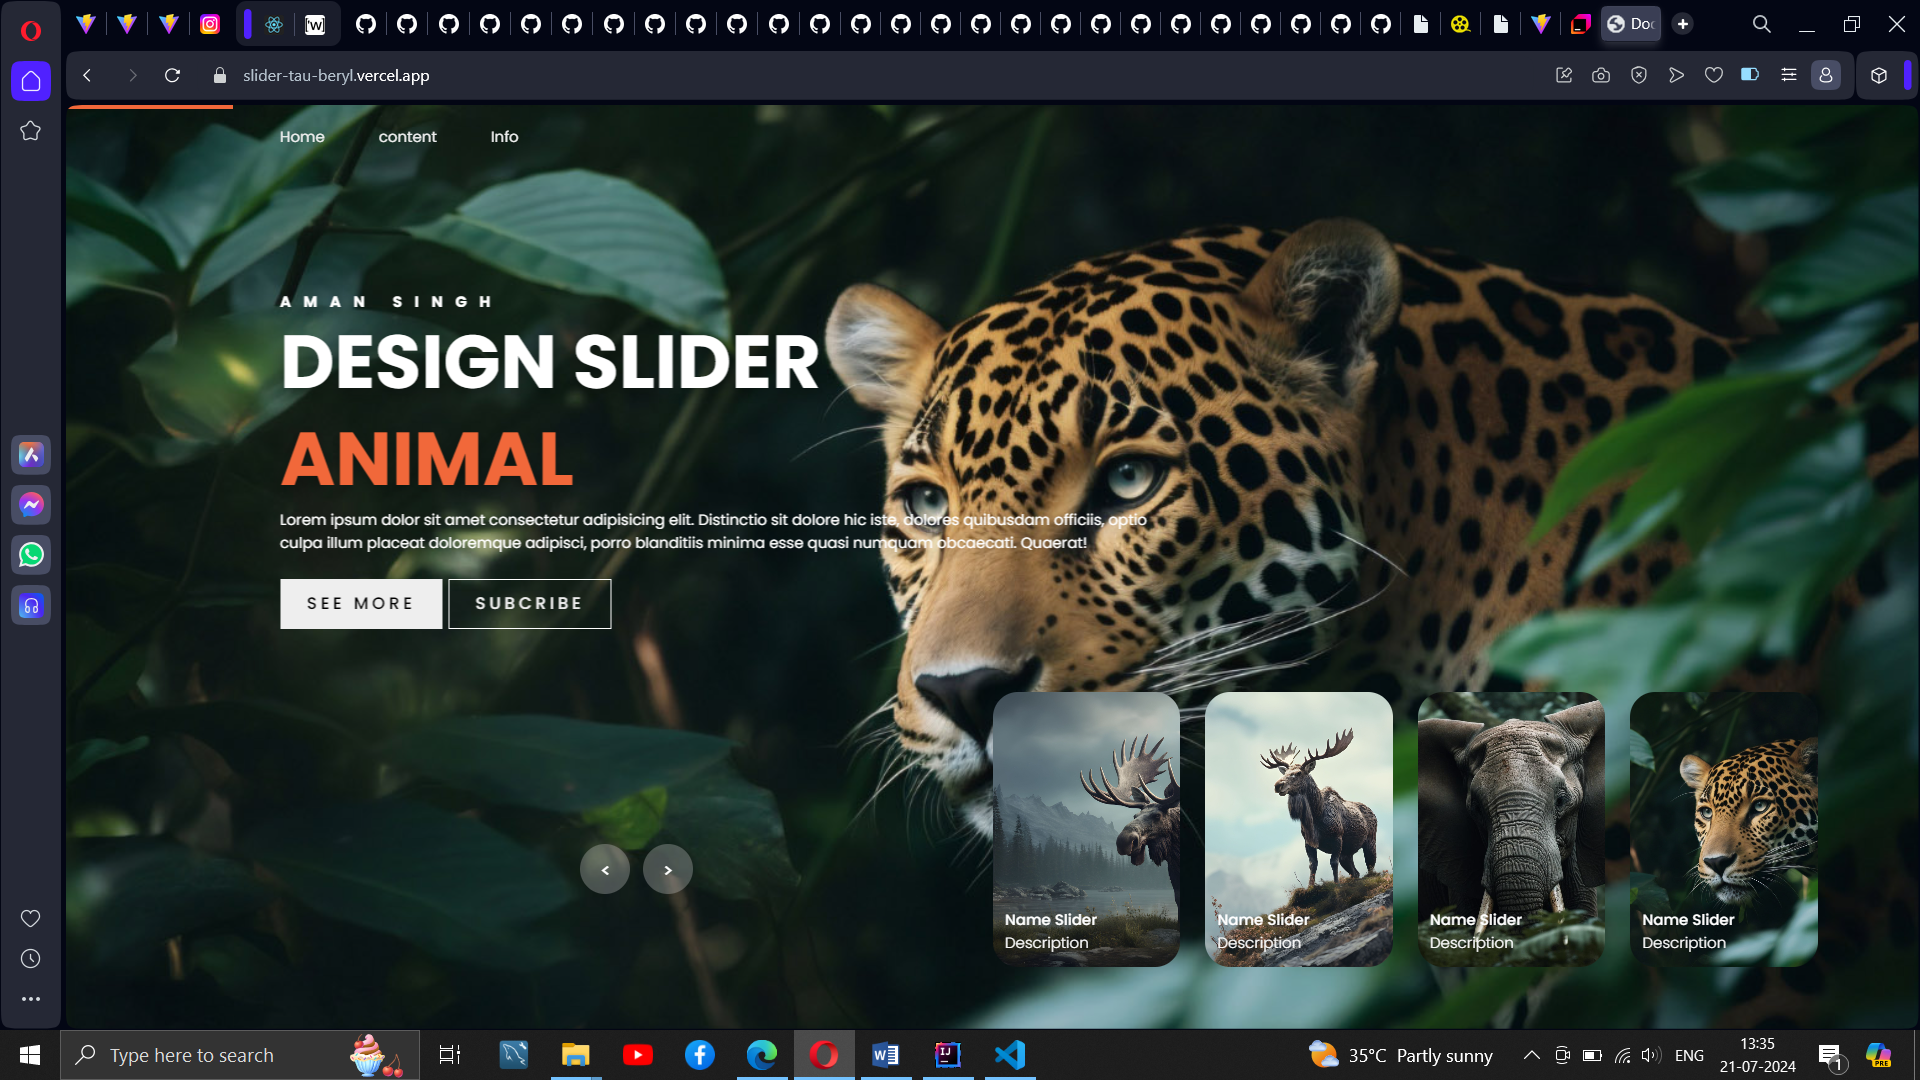 Doc
slider-tau-beryl.vercel.app
Home content Info
AMAN SINGH
DESIGN SLIDER
ANIMAL
Lorem ipsum dolor sit amet consectetur adipisicing elit. Distinctio sit dolore hic iste, dolores quibusdam officiis, optio
culpa illum placeat doloremque adipisci, porro blanditiis minima esse quasi numquam obcaecati. Quaerat!
SEE MORE SUBCRIBE
< >
Name Slider
Description
Name Slider
Description
Name Slider
Description
Name Slider
Description
Type here to search
35°C Partly sunny
ENG
13:35
21-07-2024
1